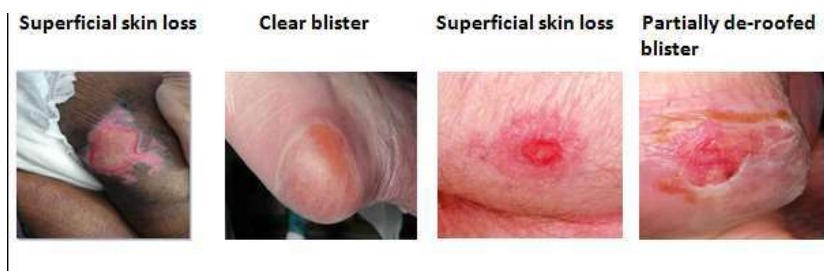 Superficial skin loss
Clear blister
Superficial skin loss
Partially de-roofed
blister